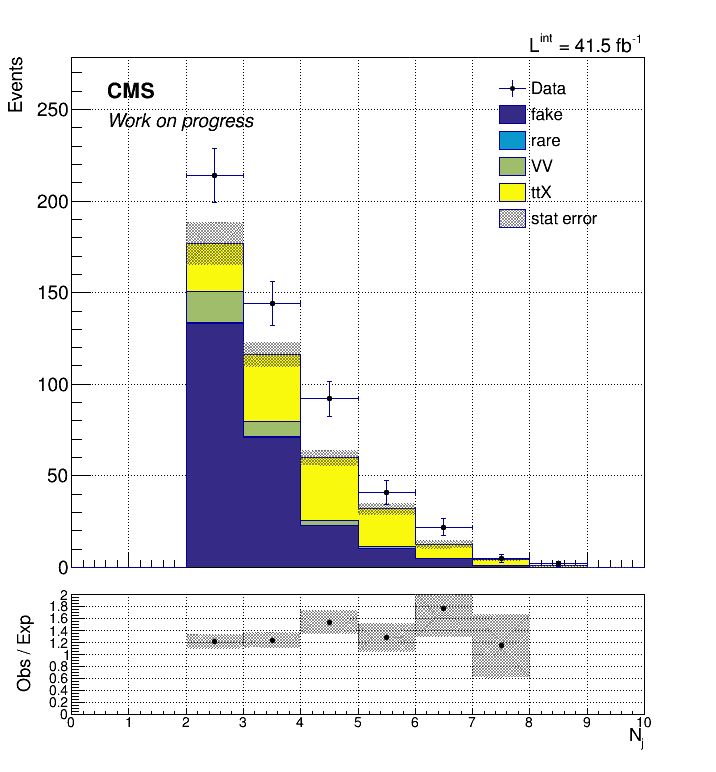 L^int = 41.5 fb^-1
Events
CMS
Work on progress
Data
fake
rare
VV
ttX
stat error
250
200
150
100
50
0
Obs / Exp
2
1.8
1.6
1.4
1.2
1
0.8
0.6
0.4
0.2
0
0 1 2 3 4 5 6 7 8 9 10
N_j